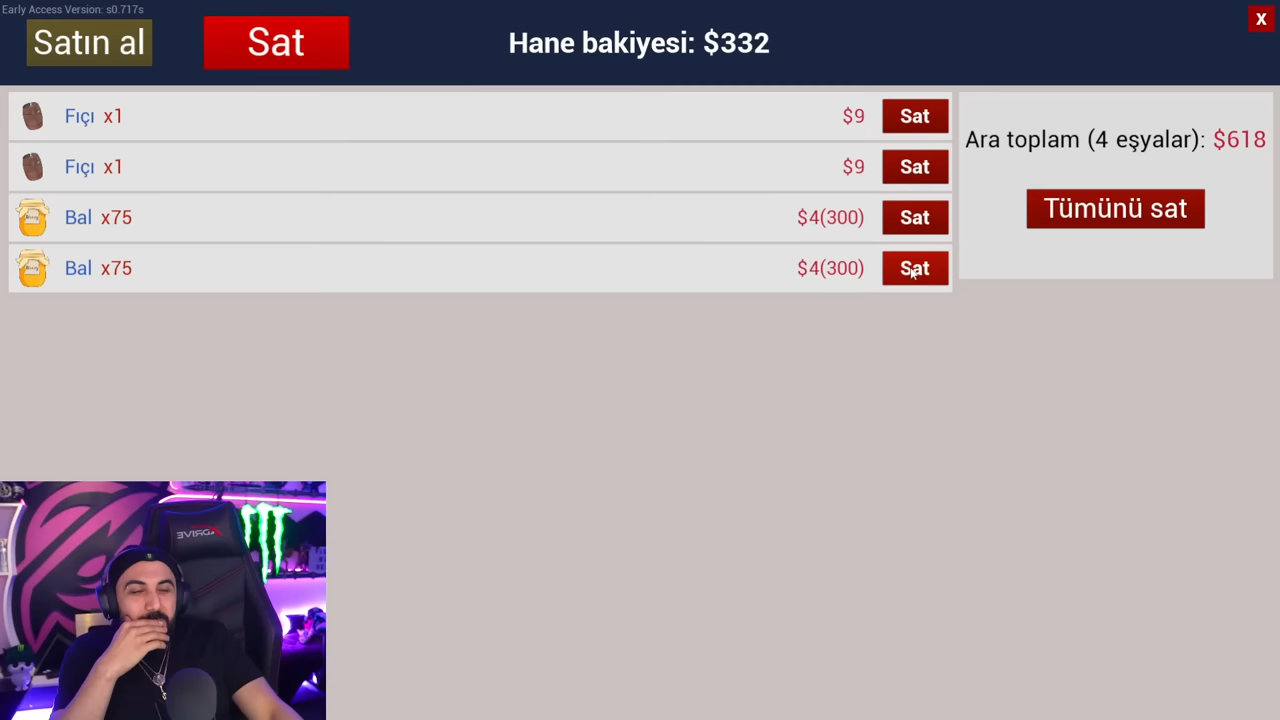 Early Access Version: s0.717s
Satın al
Sat
Hane bakiyesi: $332
X
Fıçı x1
$9
Sat
Fıçı x1
$9
Sat
Bal x75
$4(300)
Sat
Bal x75
$4(300)
Sat
Ara toplam (4 eşyalar): $618
Tümünü sat